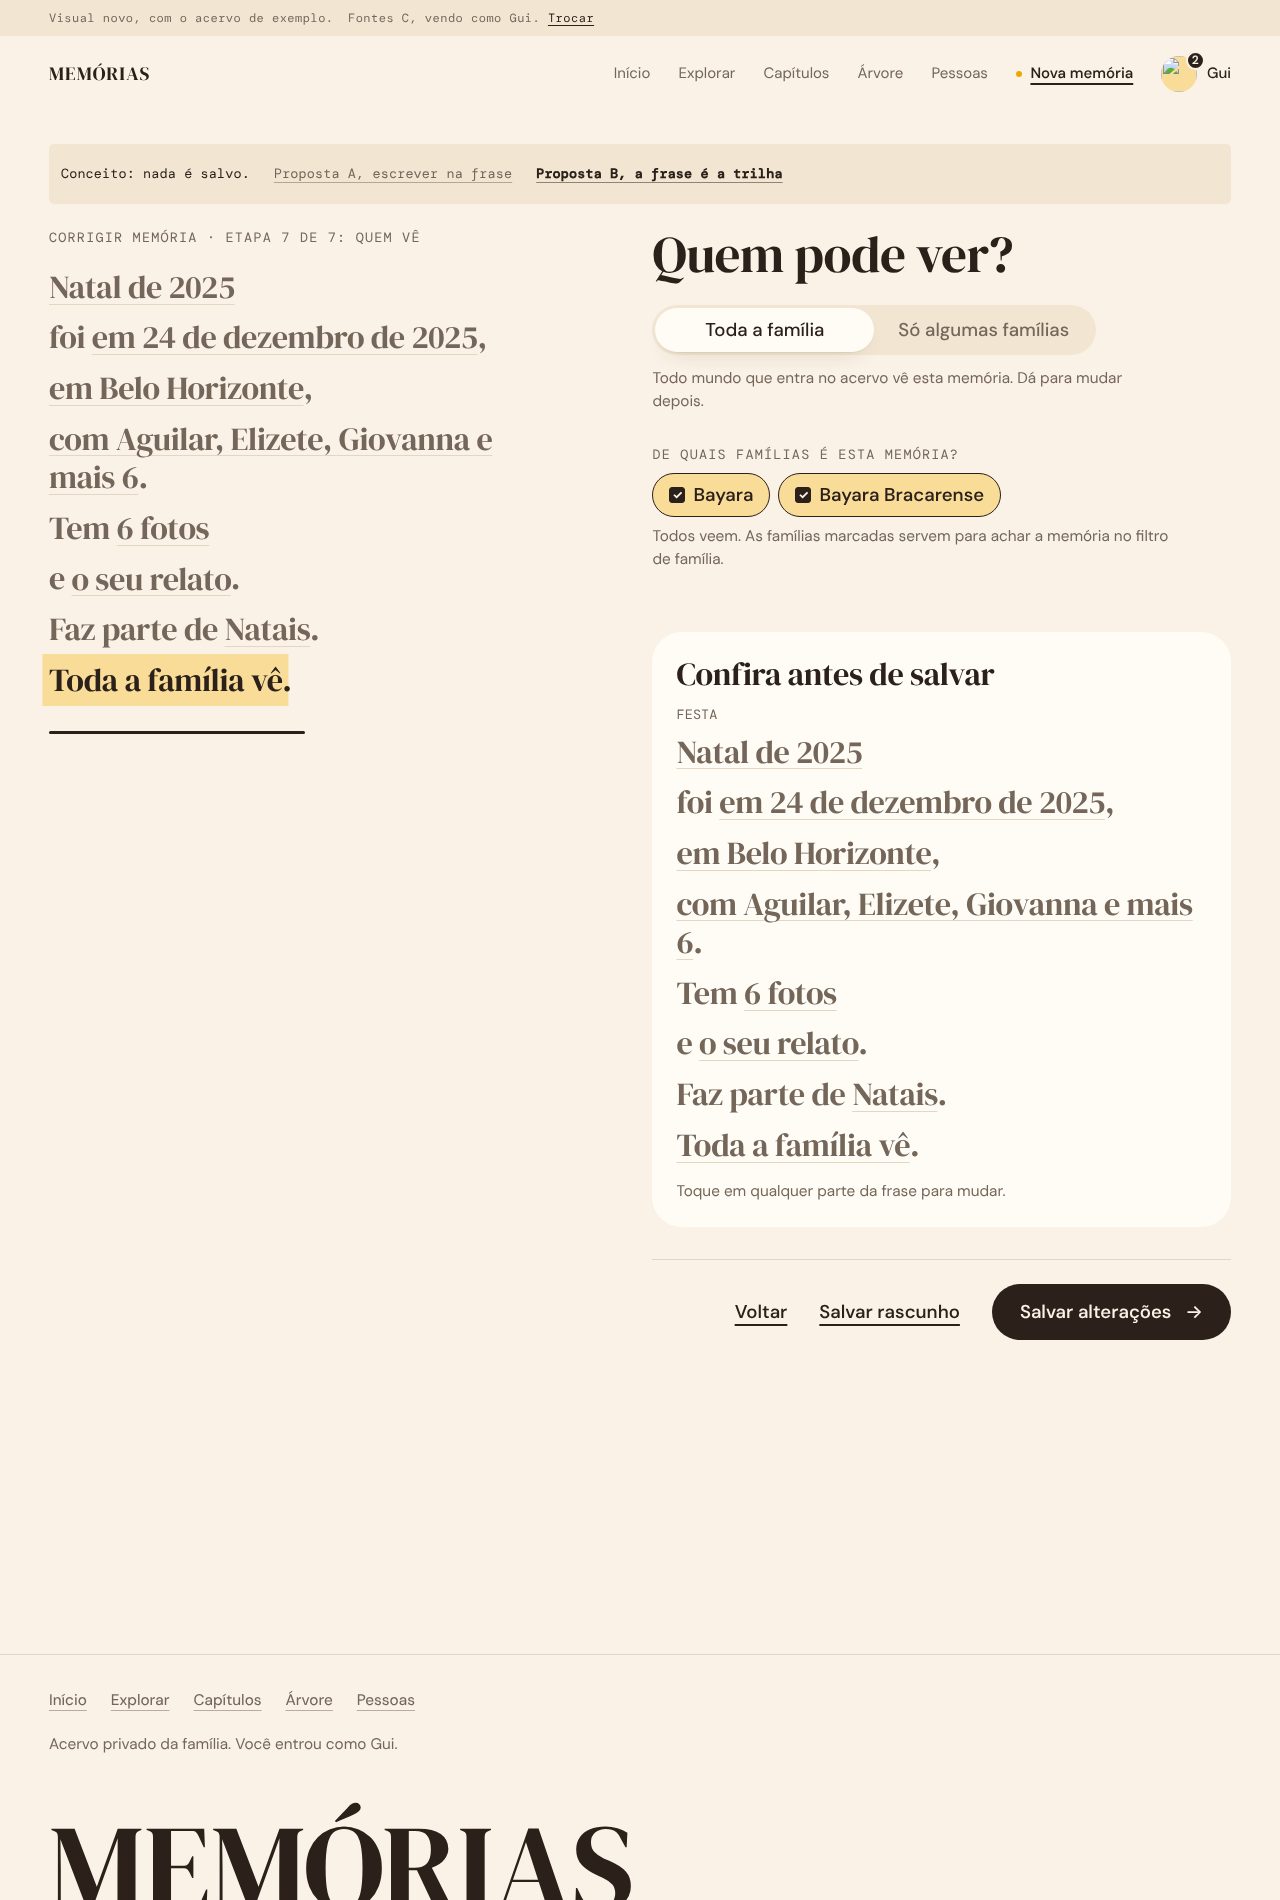 Visual novo, com o acervo de exemplo. Fontes C, vendo como Gui. Trocar
MEMÓRIAS
Início Explorar Capítulos Árvore Pessoas Nova memória 2 Gui
Conceito: nada é salvo. Proposta A, escrever na frase Proposta B, a frase é a trilha
CORRIGIR MEMÓRIA · ETAPA 7 DE 7: QUEM VÊ
Natal de 2025
foi em 24 de dezembro de 2025,
em Belo Horizonte,
com Aguilar, Elizete, Giovanna e
mais 6.
Tem 6 fotos
e o seu relato.
Faz parte de Natais.
Toda a família vê.
Quem pode ver?
Toda a família Só algumas famílias
Todo mundo que entra no acervo vê esta memória. Dá para mudar
depois.
DE QUAIS FAMÍLIAS É ESTA MEMÓRIA?
Bayara Bayara Bracarense
Todos veem. As famílias marcadas servem para achar a memória no filtro
de família.
Confira antes de salvar
FESTA
Natal de 2025
foi em 24 de dezembro de 2025,
em Belo Horizonte,
com Aguilar, Elizete, Giovanna e mais
6.
Tem 6 fotos
e o seu relato.
Faz parte de Natais.
Toda a família vê.
Toque em qualquer parte da frase para mudar.
Voltar Salvar rascunho Salvar alterações →
Início Explorar Capítulos Árvore Pessoas
Acervo privado da família. Você entrou como Gui.
MEMÓRIAS